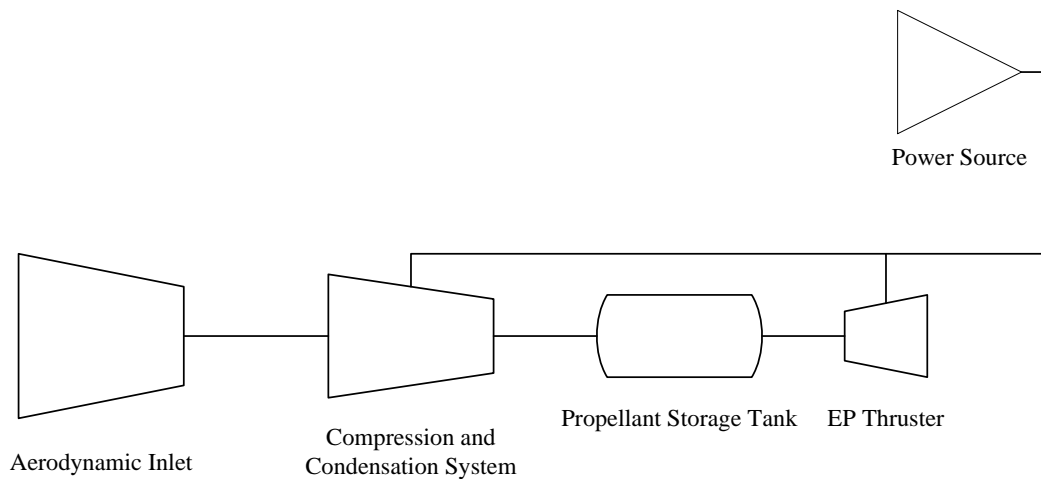 Power Source
Propellant Storage Tank
EP Thruster
Compression and
Condensation System
Aerodynamic Inlet